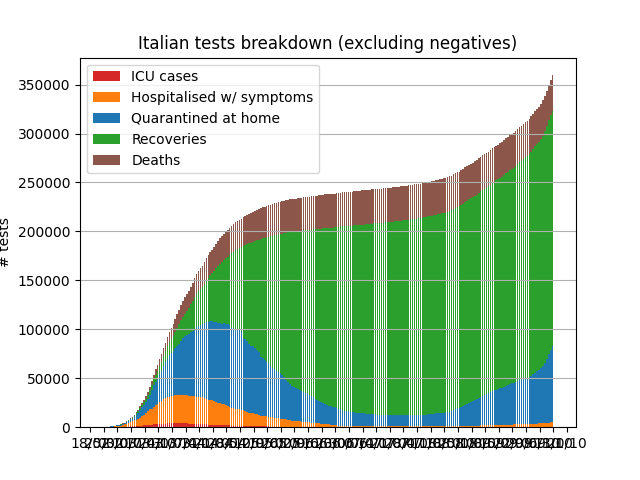 Italian tests breakdown (excluding negatives)
ICU cases
Hospitalised w/ symptoms
Quarantined at home
Recoveries
Deaths
350000
300000
250000
200000
150000
100000
50000
0
# tests